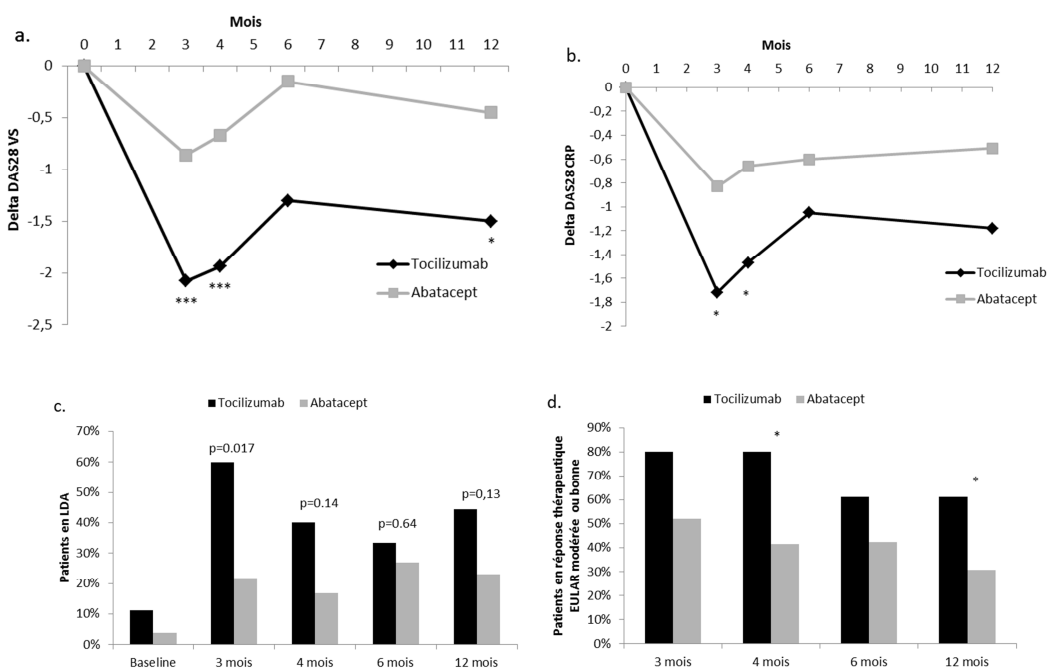 a.
Mois
0 1 2 3 4 5 6 7 8 9 10 11 12
0
-0,5
-1
-1,5
-2
-2,5
Delta DAS28 VS
***
***
*
Tocilizumab
Abatacept
b.
Mois
0 1 2 3 4 5 6 7 8 9 10 11 12
0
-0,2
-0,4
-0,6
-0,8
-1
-1,2
-1,4
-1,6
-1,8
-2
Delta DAS28CRP
*
*
Tocilizumab
Abatacept
c.
Tocilizumab Abatacept
70%
60%
50%
40%
30%
20%
10%
0%
Patients en LDA
p=0.017
p=0.14
p=0.64
p=0,13
Baseline 3 mois 4 mois 6 mois 12 mois
d.
Tocilizumab Abatacept
90%
80%
70%
60%
50%
40%
30%
20%
10%
0%
Patients en réponse thérapeutique
EULAR modérée ou bonne
*
*
3 mois 4 mois 6 mois 12 mois